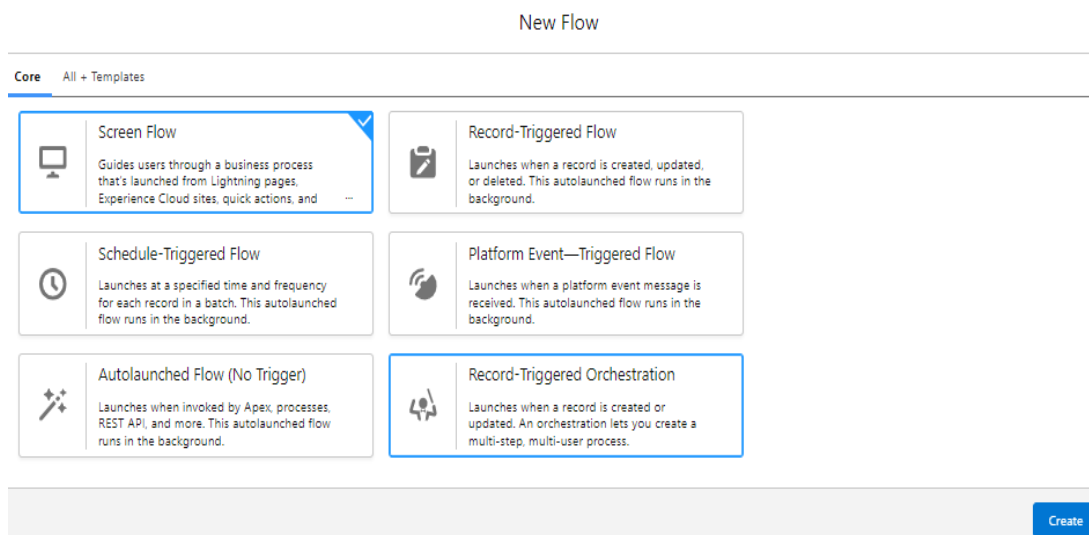 New Flow
Core All + Templates
Screen Flow
Guides users through a business process
that's launched from Lightning pages,
Experience Cloud sites, quick actions, and ...
Record-Triggered Flow
Launches when a record is created, updated,
or deleted. This autolaunched flow runs in the
background.
Schedule-Triggered Flow
Launches at a specified time and frequency
for each record in a batch. This autolaunched
flow runs in the background.
Platform Event—Triggered Flow
Launches when a platform event message is
received. This autolaunched flow runs in the
background.
Autolaunched Flow (No Trigger)
Launches when invoked by Apex, processes,
REST API, and more. This autolaunched flow
runs in the background.
Record-Triggered Orchestration
Launches when a record is created or
updated. An orchestration lets you create a
multi-step, multi-user process.
Create